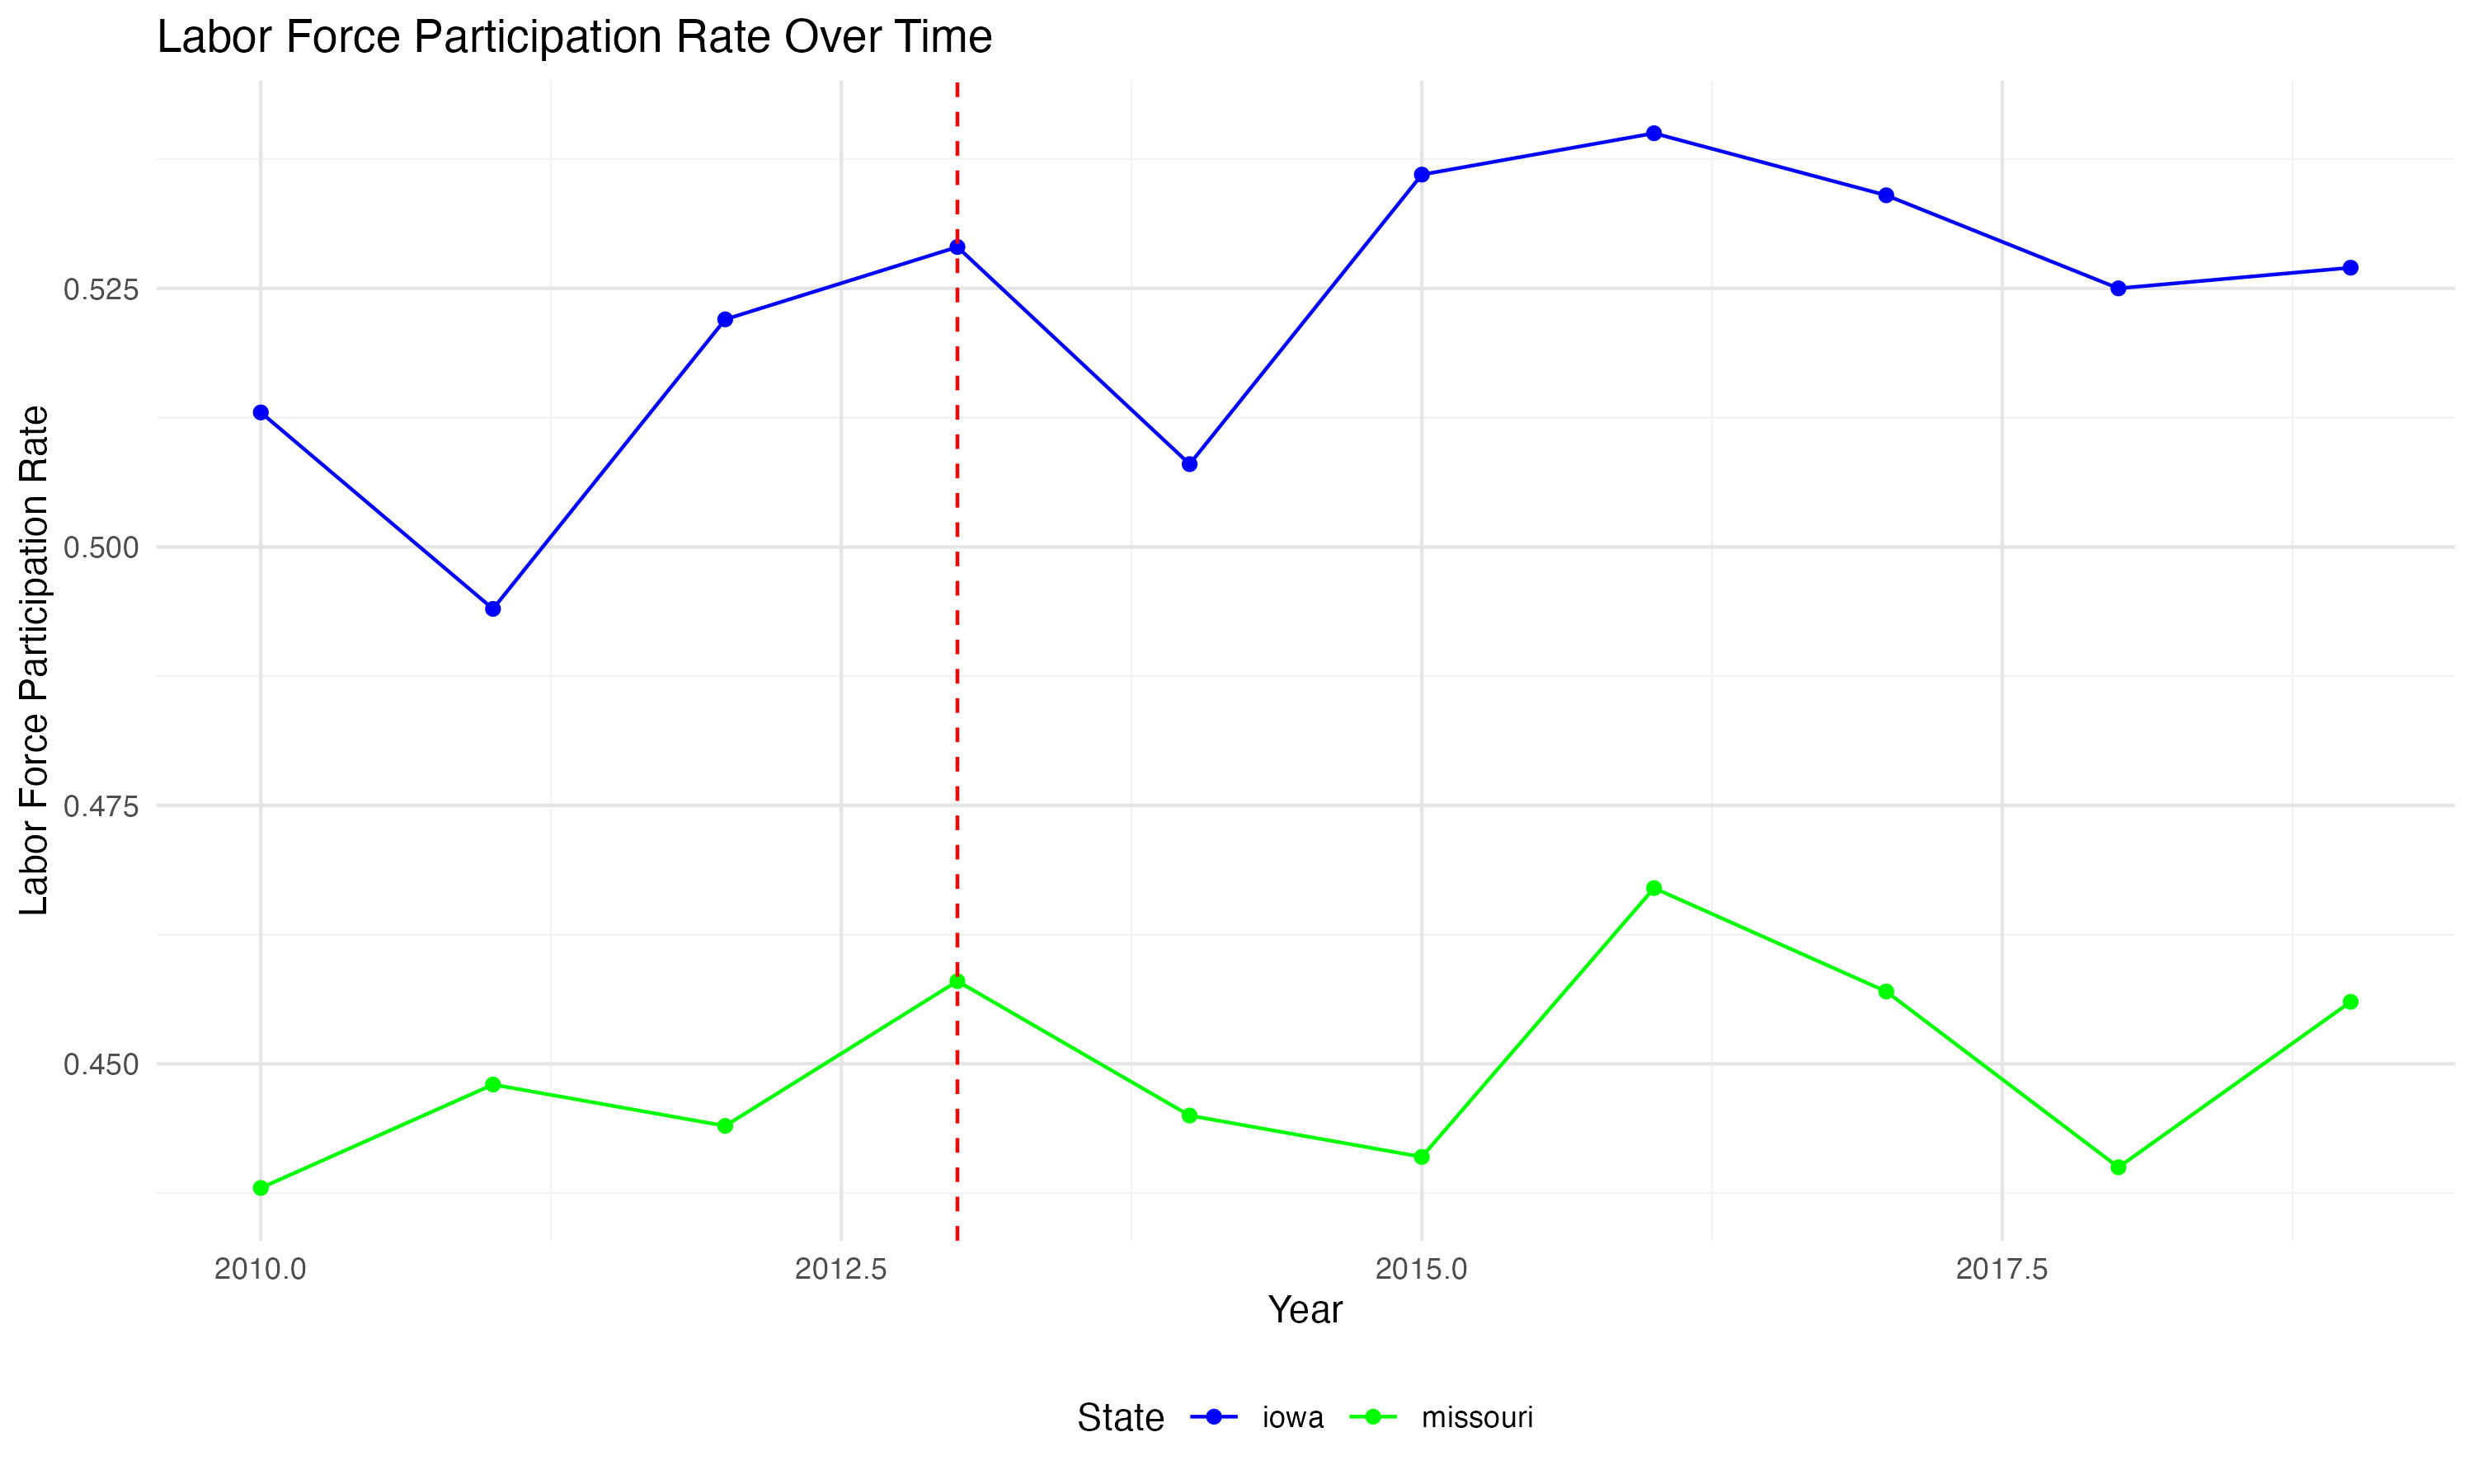 Labor Force Participation Rate Over Time
Labor Force Participation Rate
0.525
0.500
0.475
0.450
2010.0 2012.5 2015.0 2017.5
Year
State iowa missouri